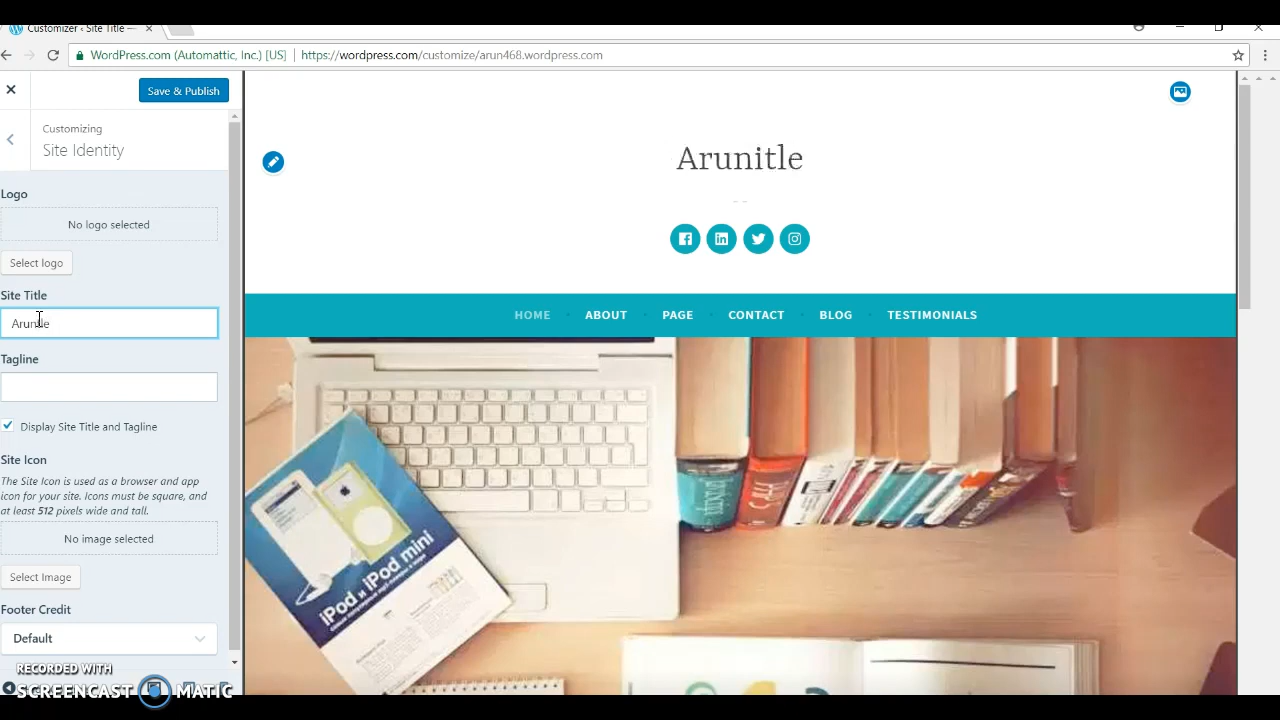 Customizer ‹ Site Title —
WordPress.com (Automattic, Inc.) [US]
https://wordpress.com/customize/arun468.wordpress.com
Save & Publish
Customizing
Site Identity
Logo
No logo selected
Select logo
Site Title
Tagline
Display Site Title and Tagline
Site Icon
The Site Icon is used as a browser and app
icon for your site. Icons must be square, and
at least 512 pixels wide and tall.
No image selected
Select Image
Footer Credit
Default
Arunitle
HOME
ABOUT
PAGE
CONTACT
BLOG
TESTIMONIALS
iPod и iPod mini
RECORDED WITH
SCREENCAST MATIC